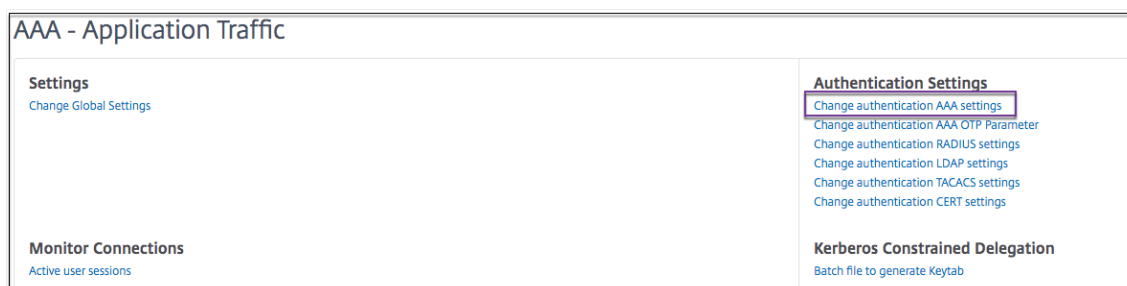 AAA - Application Traffic
Settings
Change Global Settings
Authentication Settings
Change authentication AAA settings
Change authentication AAA OTP Parameter
Change authentication RADIUS settings
Change authentication LDAP settings
Change authentication TACACS settings
Change authentication CERT settings
Monitor Connections
Active user sessions
Kerberos Constrained Delegation
Batch file to generate Keytab